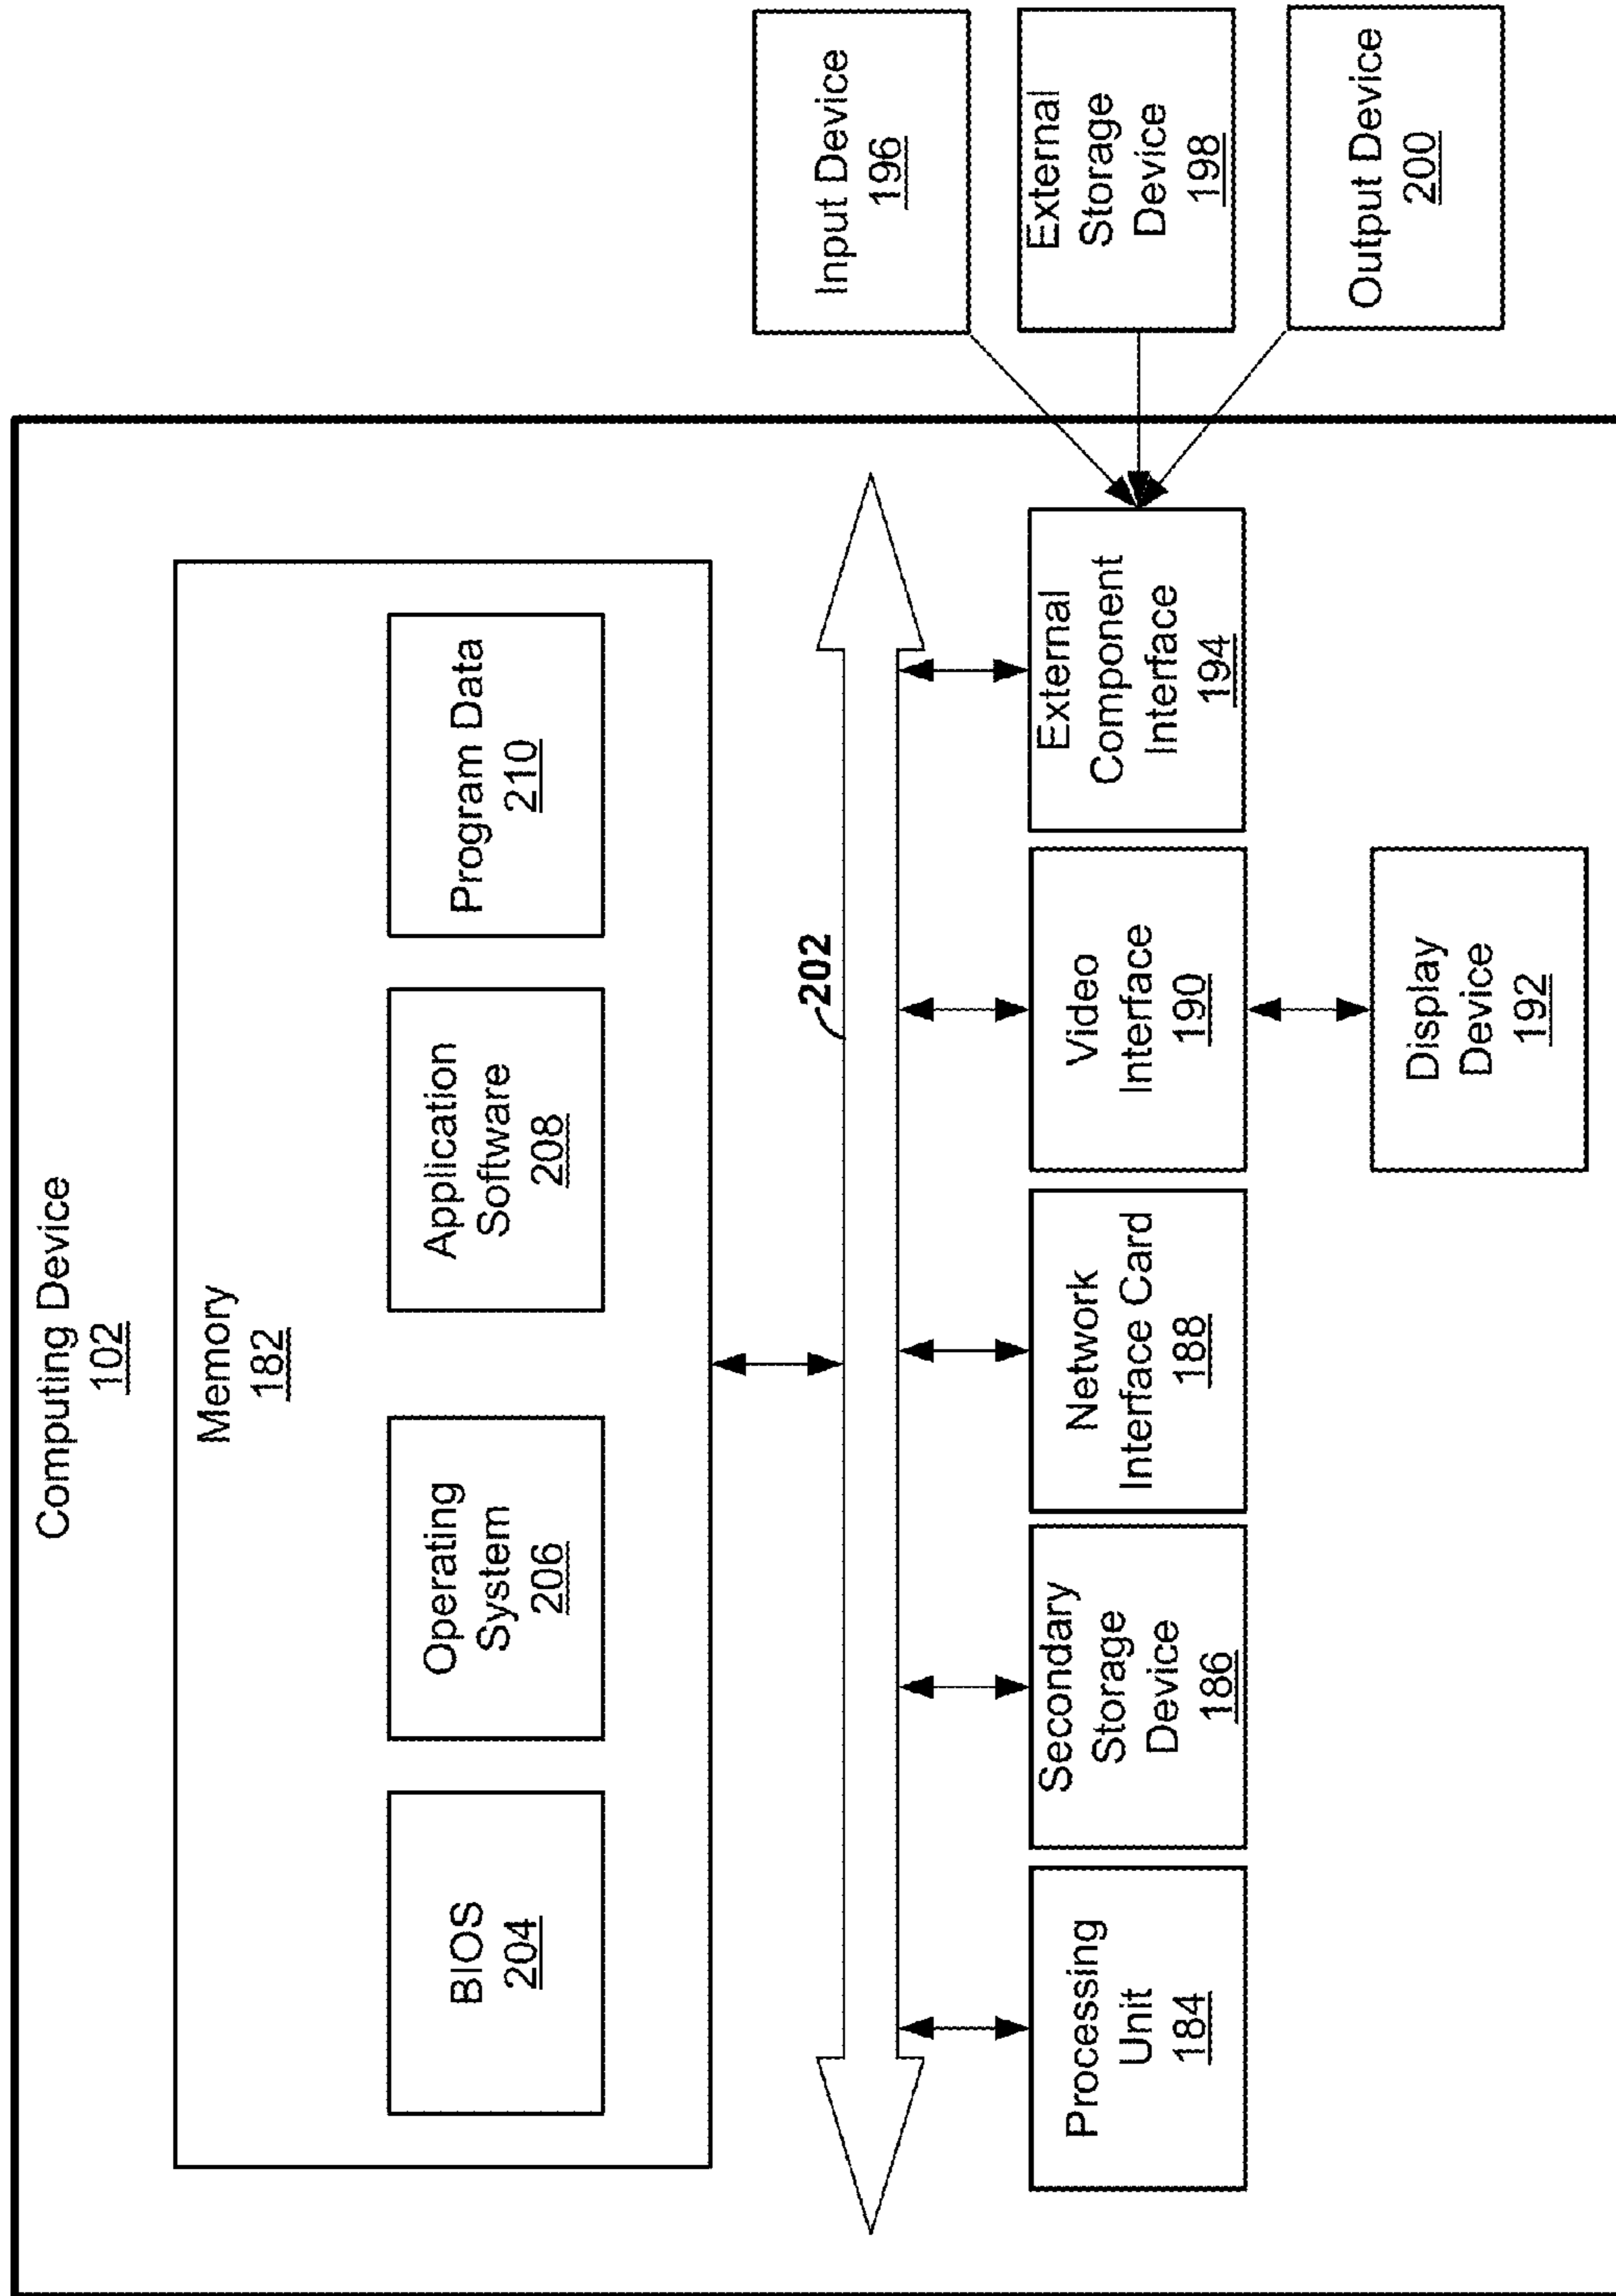 Computing Device
102
Memory
182
BIOS
204
Operating
System
206
Application
Software
208
Program Data
210
202
Processing
Unit
184
Secondary
Storage
Device
186
Network
Interface Card
188
Video
Interface
190
External
Component
Interface
194
Display
Device
192
Input Device
196
External
Storage
Device
198
Output Device
200